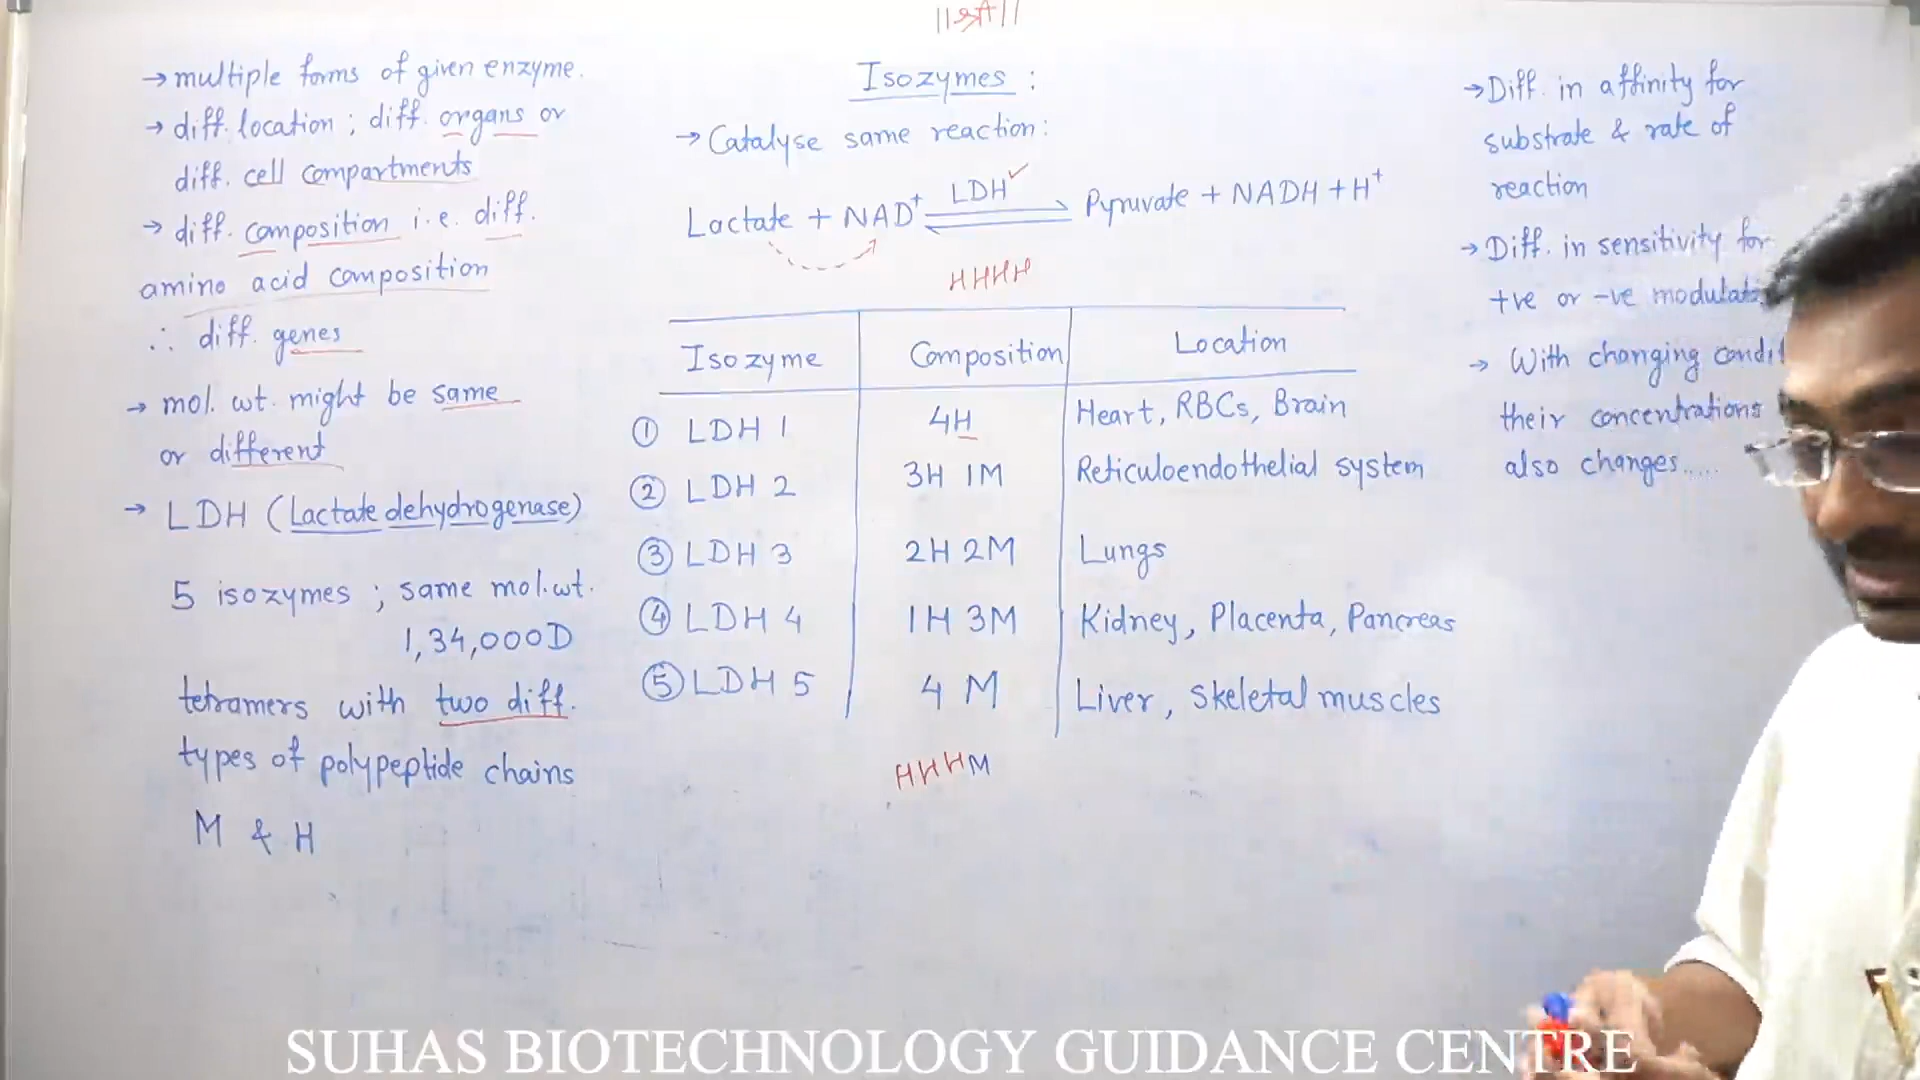 ||श्री||
→ multiple forms of given enzyme.
→ diff. location ; diff. organs or
diff. cell compartments
→ diff. composition i.e. diff.
amino acid composition
∴ diff. genes
→ mol. wt. might be same
or different
→ LDH (Lactate dehydrogenase)
5 isozymes ; same mol.wt.
1,34,000D
tetramers with two diff.
types of polypeptide chains
M & H
Isozymes :
→ Catalyse same reaction:
LDH ✓
Lactate + NAD⁺ ⇌ Pyruvate + NADH + H⁺
HHHH
Isozyme Composition Location
① LDH 1 4H Heart, RBCs, Brain
② LDH 2 3H 1M Reticuloendothelial system
③ LDH 3 2H 2M Lungs
④ LDH 4 1H 3M Kidney, Placenta, Pancreas
⑤ LDH 5 4 M Liver, Skeletal muscles
HHHM
→ Diff. in affinity for
substrate & rate of
reaction
→ Diff. in sensitivity for
+ve or -ve
→ With changing
their concentrations
also changes.....
SUHAS BIOTECHNOLOGY GUIDANCE CENTRE